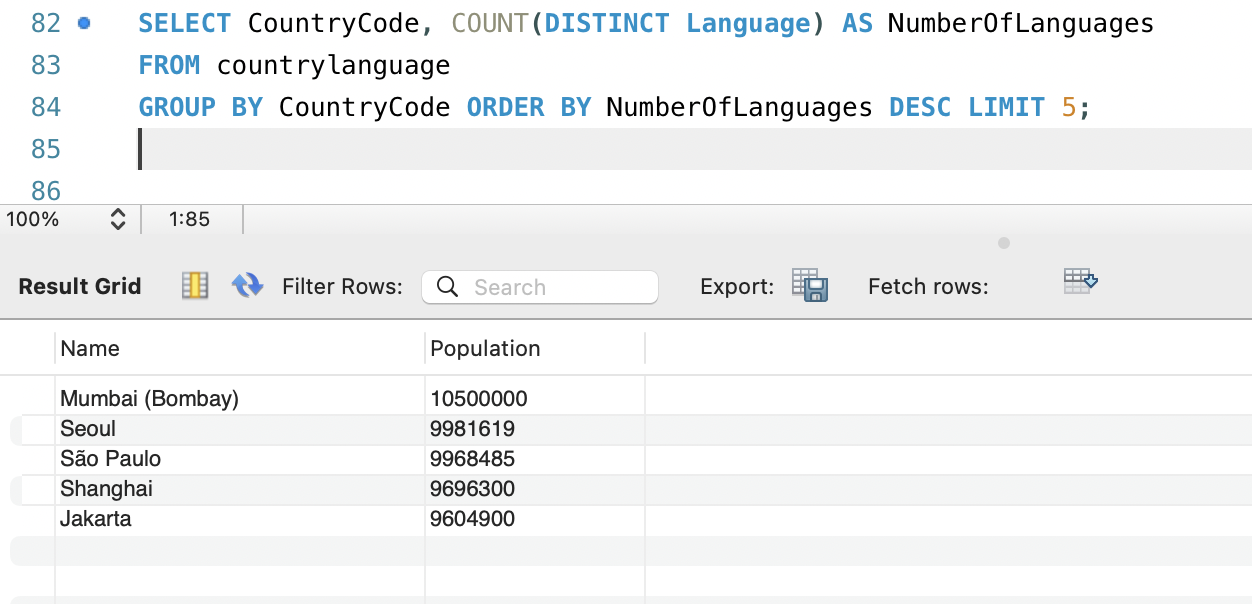 82 SELECT CountryCode, COUNT(DISTINCT Language) AS NumberOfLanguages
83 FROM countrylanguage
84 GROUP BY CountryCode ORDER BY NumberOfLanguages DESC LIMIT 5;
85
86
100% 1:85
Result Grid Filter Rows: Search Export: Fetch rows:
Name Population
Mumbai (Bombay) 10500000
Seoul 9981619
São Paulo 9968485
Shanghai 9696300
Jakarta 9604900